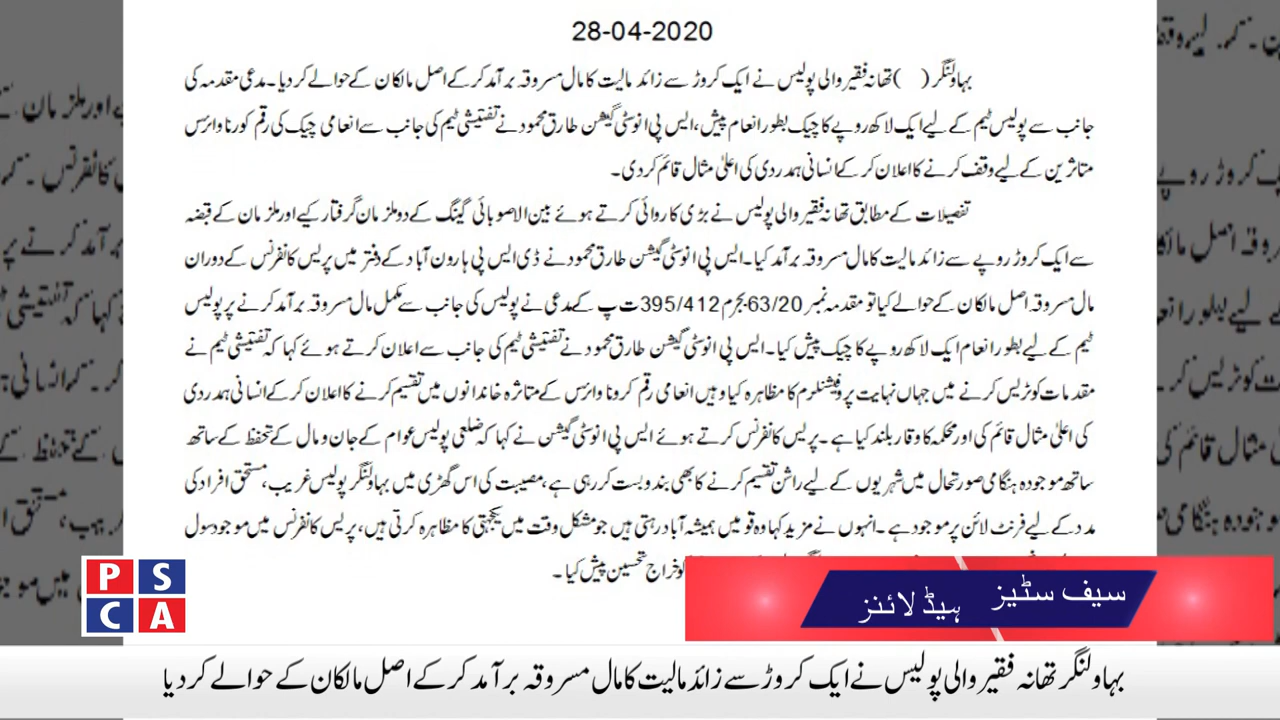 28-04-2020
بہاولنگر ( ) تھانہ فقیروالی پولیس نے ایک کروڑ سے زائد مالیت کا مال مسروقہ برآمد کر کے اصل مالکان کے حوالے کر دیا۔ مدعی مقدمہ کی
جانب سے پولیس ٹیم کے لیے ایک لاکھ روپے کا چیک بطور انعام پیش، ایس پی انوسٹی گیشن طارق محمود نے تفتیشی ٹیم کی جانب سے انعامی چیک کی رقم کورنا وائرس
متاثرین کے لیے وقف کرنے کا اعلان کر کے انسانی ہمدردی کی اعلیٰ مثال قائم کر دی۔
تفصیلات کے مطابق تھانہ فقیر والی پولیس نے بڑی کاروائی کرتے ہوئے بین الاصوبائی گینگ کے دو ملزمان گرفتار کیے اور ملزمان کے قبضہ
سے ایک کروڑ روپے سے زائد مالیت کا مال مسروقہ برآمد کیا۔ ایس پی انوسٹی گیشن طارق محمود نے ڈی ایس پی ہارون آباد کے دفتر میں پریس کانفرنس کے دوران
مال مسروقہ اصل مالکان کے حوالے کیا تو مقدمہ نمبر 63/20 بجرم 395/412 ت پ کے مدعی نے پولیس کی جانب سے مکمل مال مسروقہ برآمد کرنے پر پولیس
ٹیم کے لیے بطور انعام ایک لاکھ روپے کا چیک پیش کیا۔ ایس پی انوسٹی گیشن طارق محمود نے تفتیشی ٹیم کی جانب سے اعلان کرتے ہوئے کہا کہ تفتیشی ٹیم نے
مقدمات کو ٹریس کرنے میں جہاں نہایت پروفیشنلزم کا مظاہرہ کیا وہیں انعامی رقم کرونا وائرس کے متاثرہ خاندانوں میں تقسیم کرنے کا اعلان کر کے انسانی ہمدردی
کی اعلیٰ مثال قائم کی اور محکمہ کا وقار بلند کیا ہے۔ پریس کانفرنس کرتے ہوئے ایس پی انوسٹی گیشن نے کہا کہ ضلعی پولیس عوام کے جان و مال کے تحفظ کے ساتھ
ساتھ موجودہ ہنگامی صورتحال میں شہریوں کے لیے راشن تقسیم کرنے کا بھی بندوبست کر رہی ہے، مصیبت کی اس گھڑی میں بہاولنگر پولیس غریب، مستحق افراد کی
مدد کے لیے فرنٹ لائن پر موجود ہے۔ انہوں نے مزید کہا وہ قومیں ہمیشہ آباد رہتی ہیں جو مشکل وقت میں یکجہتی کا مظاہرہ کرتی ہیں، پریس کانفرنس میں موجود سول
کو خراج تحسین پیش کیا۔
P S
C A
سیف سٹیز
ہیڈ لائنز
بہاولنگر تھانہ فقیر والی پولیس نے ایک کروڑ سے زائد مالیت کا مال مسروقہ برآمد کر کے اصل مالکان کے حوالے کر دیا